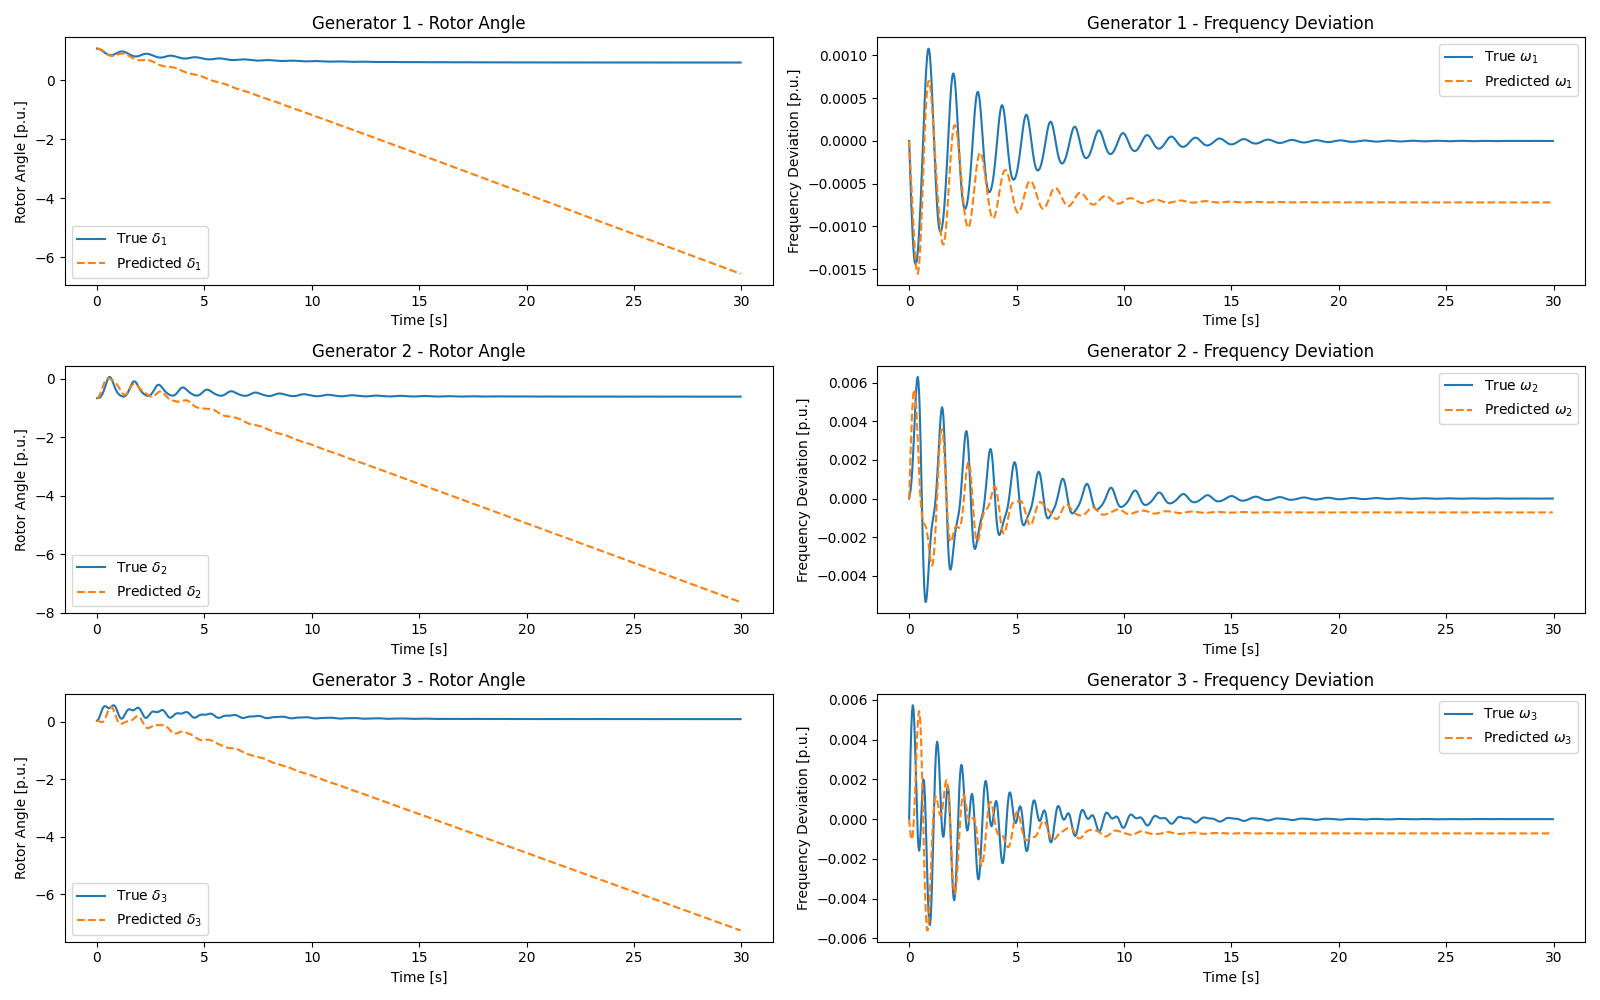 Generator 1 - Rotor Angle
Rotor Angle [p.u.]
0
−2
−4
−6
True δ1
Predicted δ1
0 5 10 15 20 25 30
Time [s]
Generator 1 - Frequency Deviation
Frequency Deviation [p.u.]
0.0010
0.0005
0.0000
−0.0005
−0.0010
−0.0015
True ω1
Predicted ω1
0 5 10 15 20 25 30
Time [s]
Generator 2 - Rotor Angle
Rotor Angle [p.u.]
0
−2
−4
−6
−8
True δ2
Predicted δ2
0 5 10 15 20 25 30
Time [s]
Generator 2 - Frequency Deviation
Frequency Deviation [p.u.]
0.006
0.004
0.002
0.000
−0.002
−0.004
True ω2
Predicted ω2
0 5 10 15 20 25 30
Time [s]
Generator 3 - Rotor Angle
Rotor Angle [p.u.]
0
−2
−4
−6
True δ3
Predicted δ3
0 5 10 15 20 25 30
Time [s]
Generator 3 - Frequency Deviation
Frequency Deviation [p.u.]
0.006
0.004
0.002
0.000
−0.002
−0.004
−0.006
True ω3
Predicted ω3
0 5 10 15 20 25 30
Time [s]